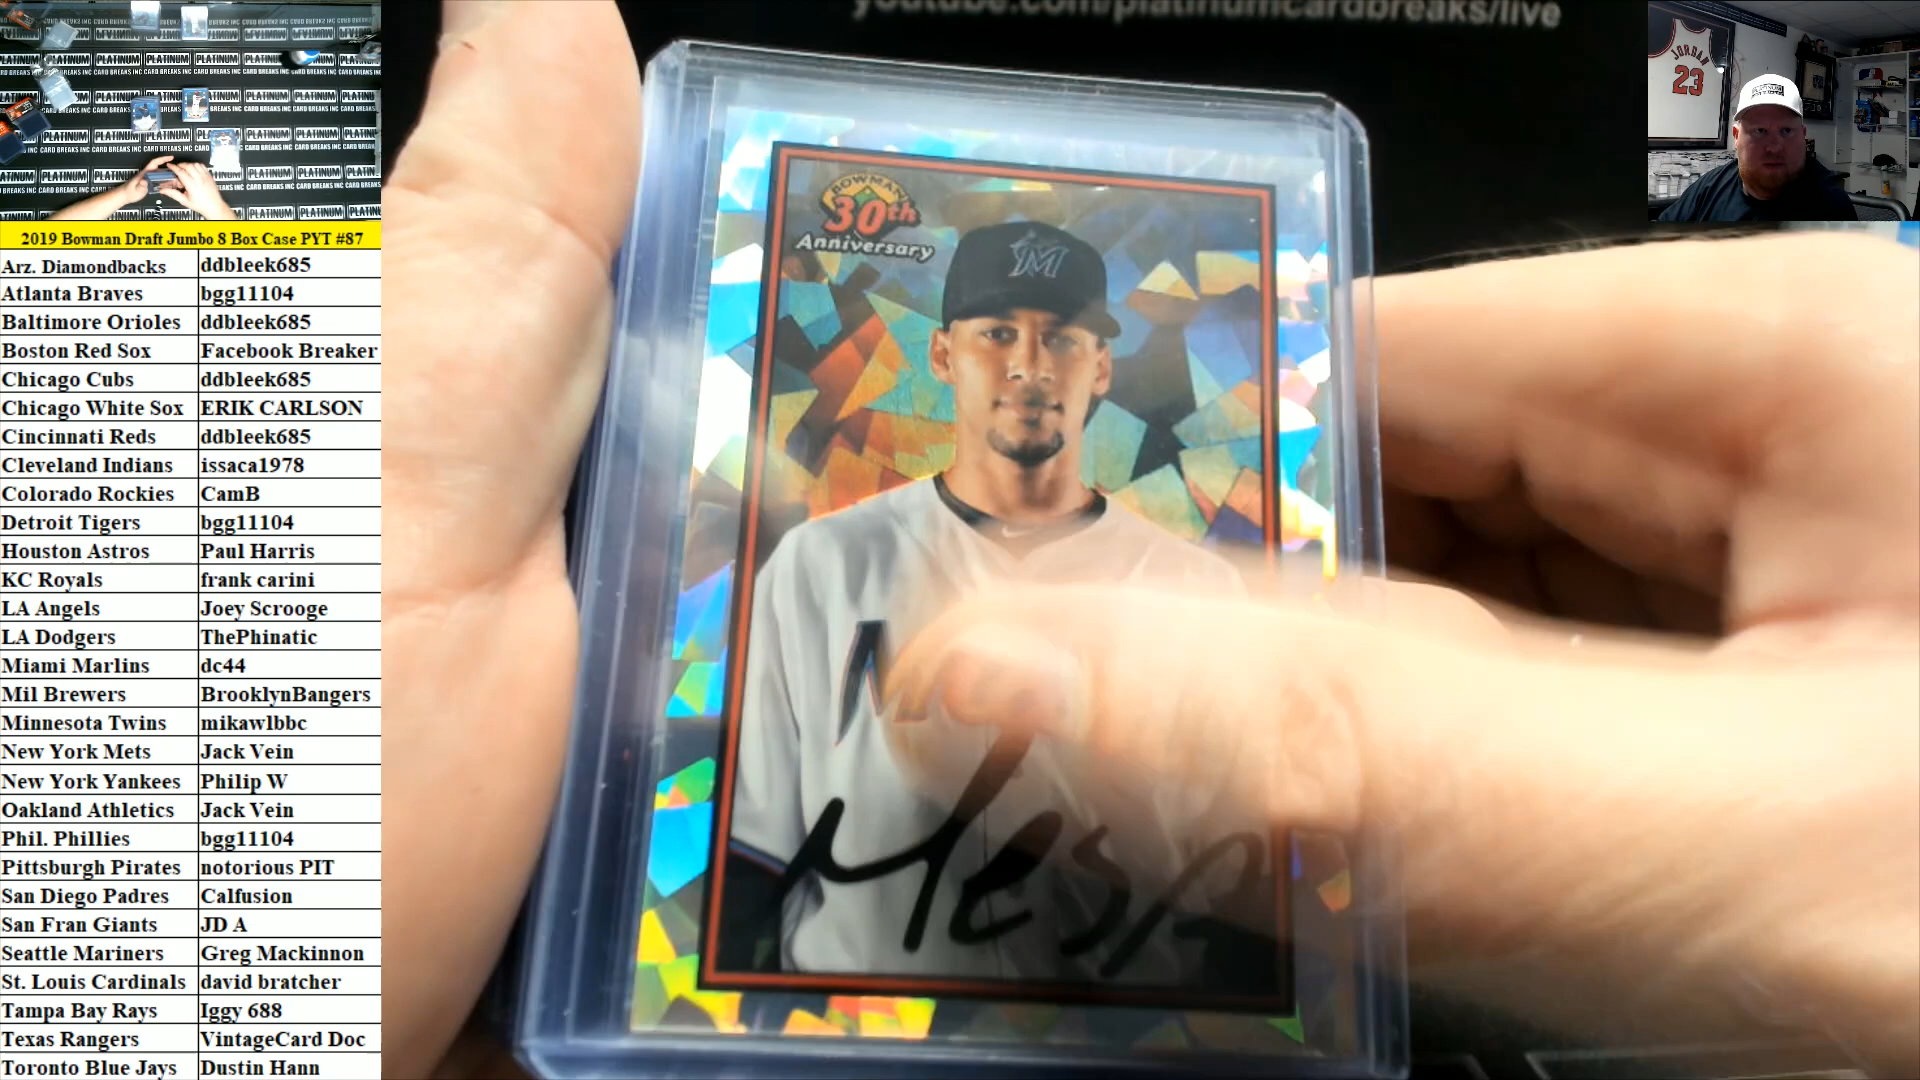 youtube.com/platinumcardbreaks/live
JORDAN
23
PLATINUM
CARD BREAKS INC
2019 Bowman Draft Jumbo 8 Box Case PYT #87
Arz. Diamondbacks ddbleek685
Atlanta Braves bgg11104
Baltimore Orioles ddbleek685
Boston Red Sox Facebook Breaker
Chicago Cubs ddbleek685
Chicago White Sox ERIK CARLSON
Cincinnati Reds ddbleek685
Cleveland Indians issaca1978
Colorado Rockies CamB
Detroit Tigers bgg11104
Houston Astros Paul Harris
KC Royals frank carini
LA Angels Joey Scrooge
LA Dodgers ThePhinatic
Miami Marlins dc44
Mil Brewers BrooklynBangers
Minnesota Twins mikawlbbc
New York Mets Jack Vein
New York Yankees Philip W
Oakland Athletics Jack Vein
Phil. Phillies bgg11104
Pittsburgh Pirates notorious PIT
San Diego Padres Calfusion
San Fran Giants JD A
Seattle Mariners Greg Mackinnon
St. Louis Cardinals david bratcher
Tampa Bay Rays Iggy 688
Texas Rangers VintageCard Doc
Toronto Blue Jays Dustin Hann
BOWMAN
30th
Anniversary
M
Mesa